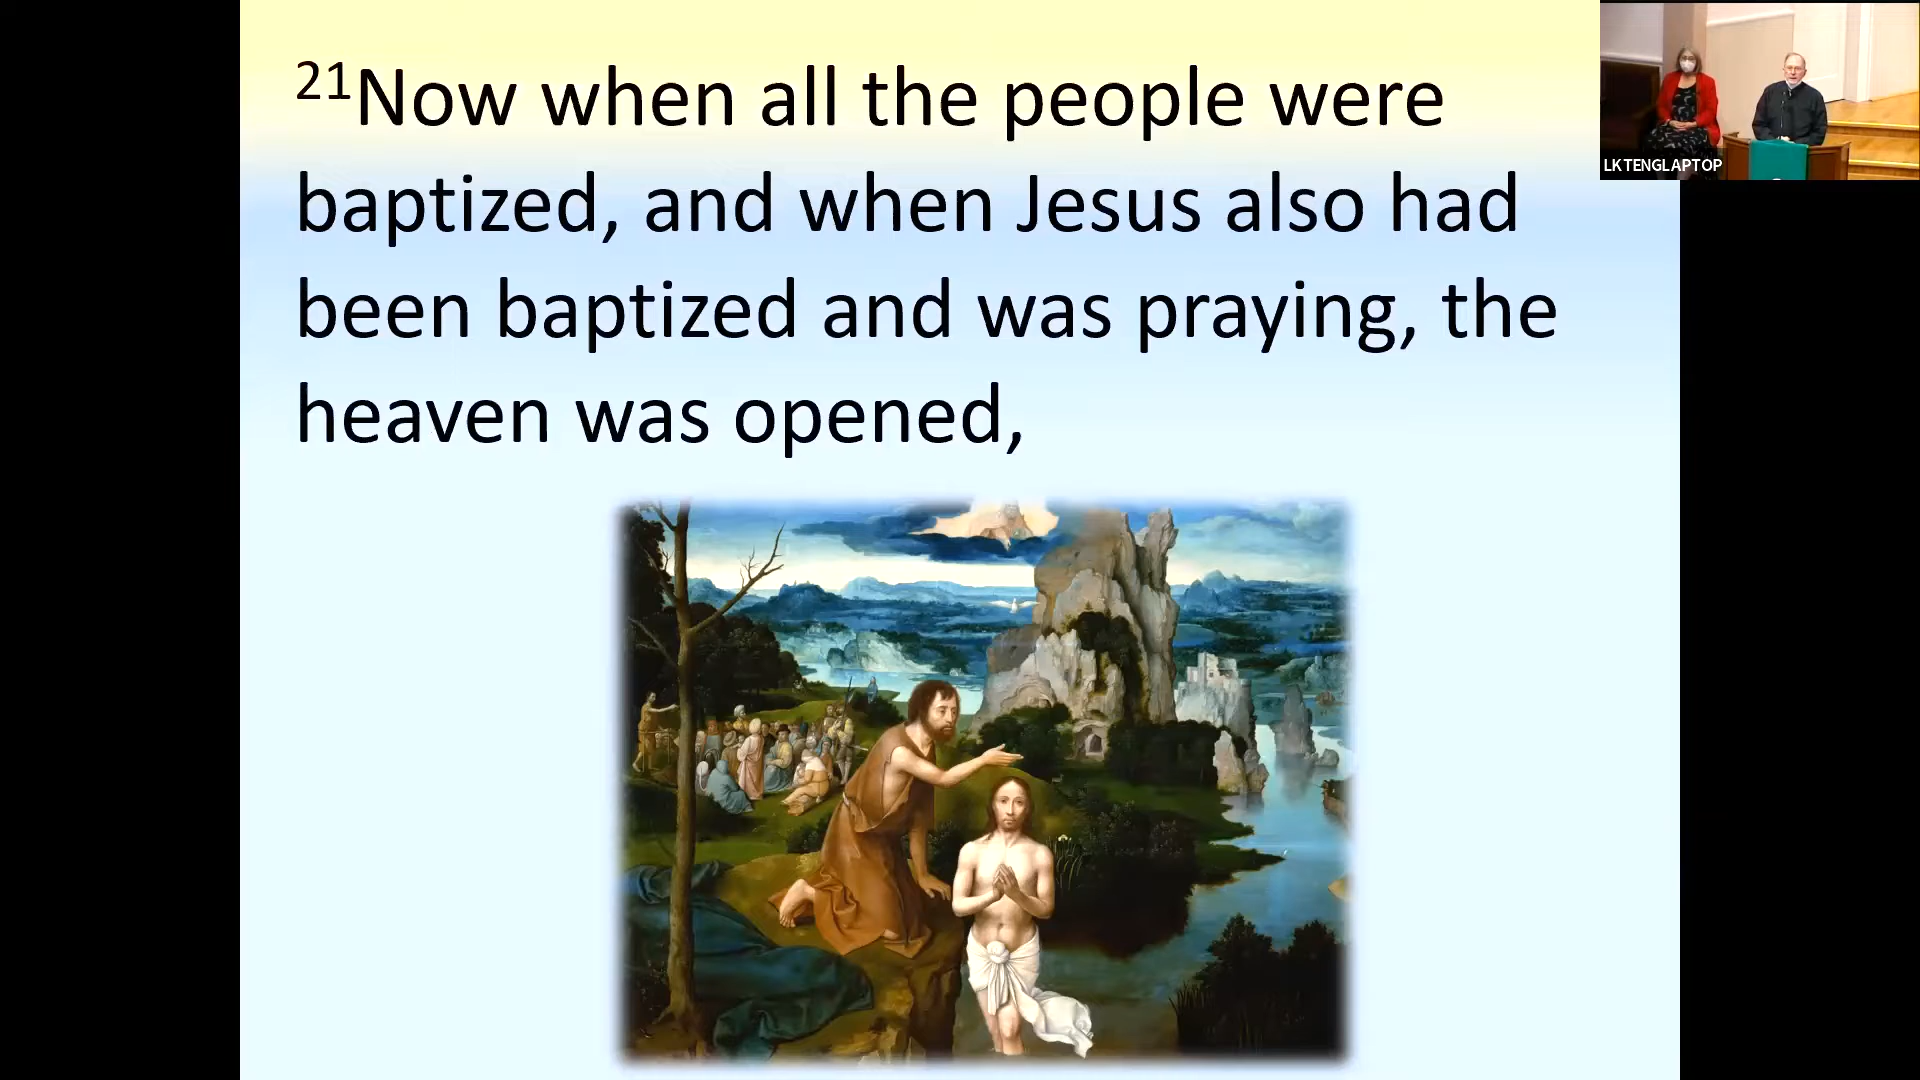 21Now when all the people were
baptized, and when Jesus also had
been baptized and was praying, the
heaven was opened,
LKTENGLAPTOP